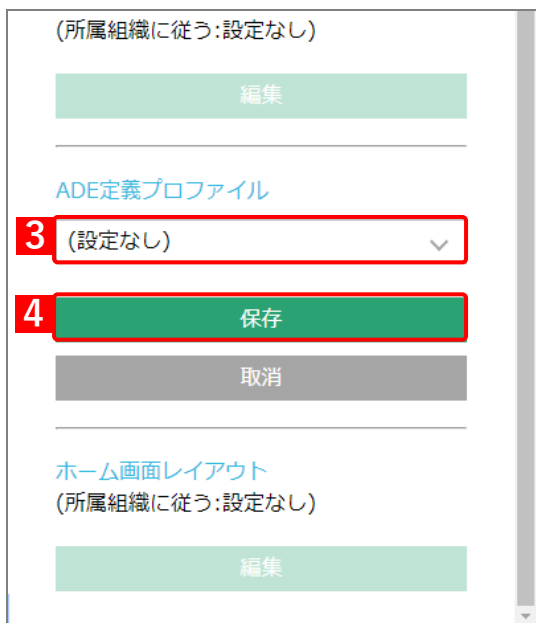 (所属組織に従う:設定なし)
編集
ADE定義プロファイル
3
(設定なし)
4
保存
取消
ホーム画面レイアウト
(所属組織に従う:設定なし)
編集